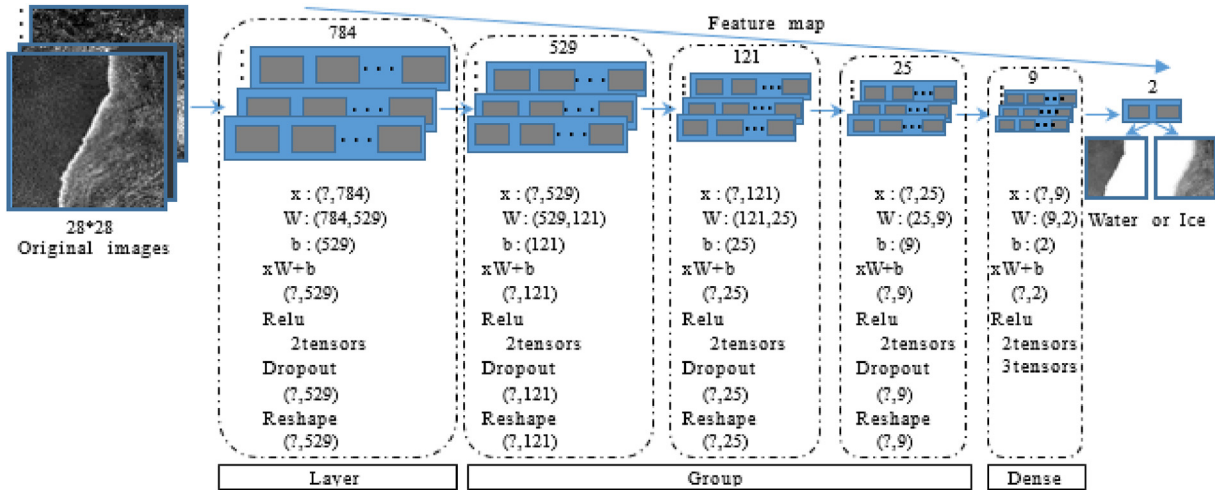 Feature map
784
529
121
25
9
2
28*28
Original images
x : (?,784)
W : (784,529)
b : (529)
xW+b
(?,529)
Relu
2tensors
Dropout
(?,529)
Reshape
(?,529)
x : (?,529)
W : (529,121)
b : (121)
xW+b
(?,121)
Relu
2tensors
Dropout
(?,121)
Reshape
(?,121)
x : (?,121)
W : (121,25)
b : (25)
xW+b
(?,25)
Relu
2tensors
Dropout
(?,25)
Reshape
(?,25)
x : (?,25)
W : (25,9)
b : (9)
xW+b
(?,9)
Relu
2tensors
Dropout
(?,9)
Reshape
(?,9)
x : (?,9)
W : (9,2)
b : (2)
xW+b
(?,2)
Relu
2tensors
3tensors
Water or Ice
Layer
Group
Dense